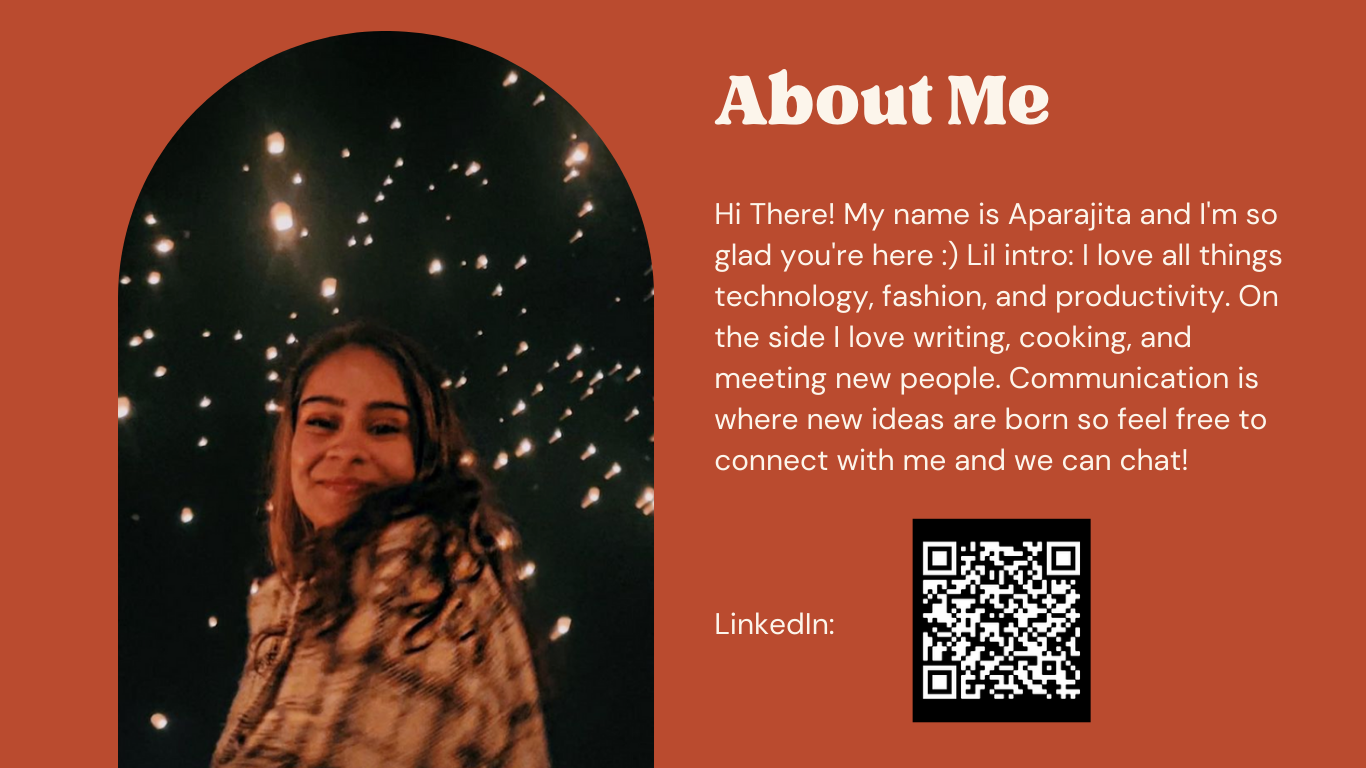 About Me
Hi There! My name is Aparajita and I'm so
glad you're here :) Lil intro: I love all things
technology, fashion, and productivity. On
the side I love writing, cooking, and
meeting new people. Communication is
where new ideas are born so feel free to
connect with me and we can chat!
LinkedIn: